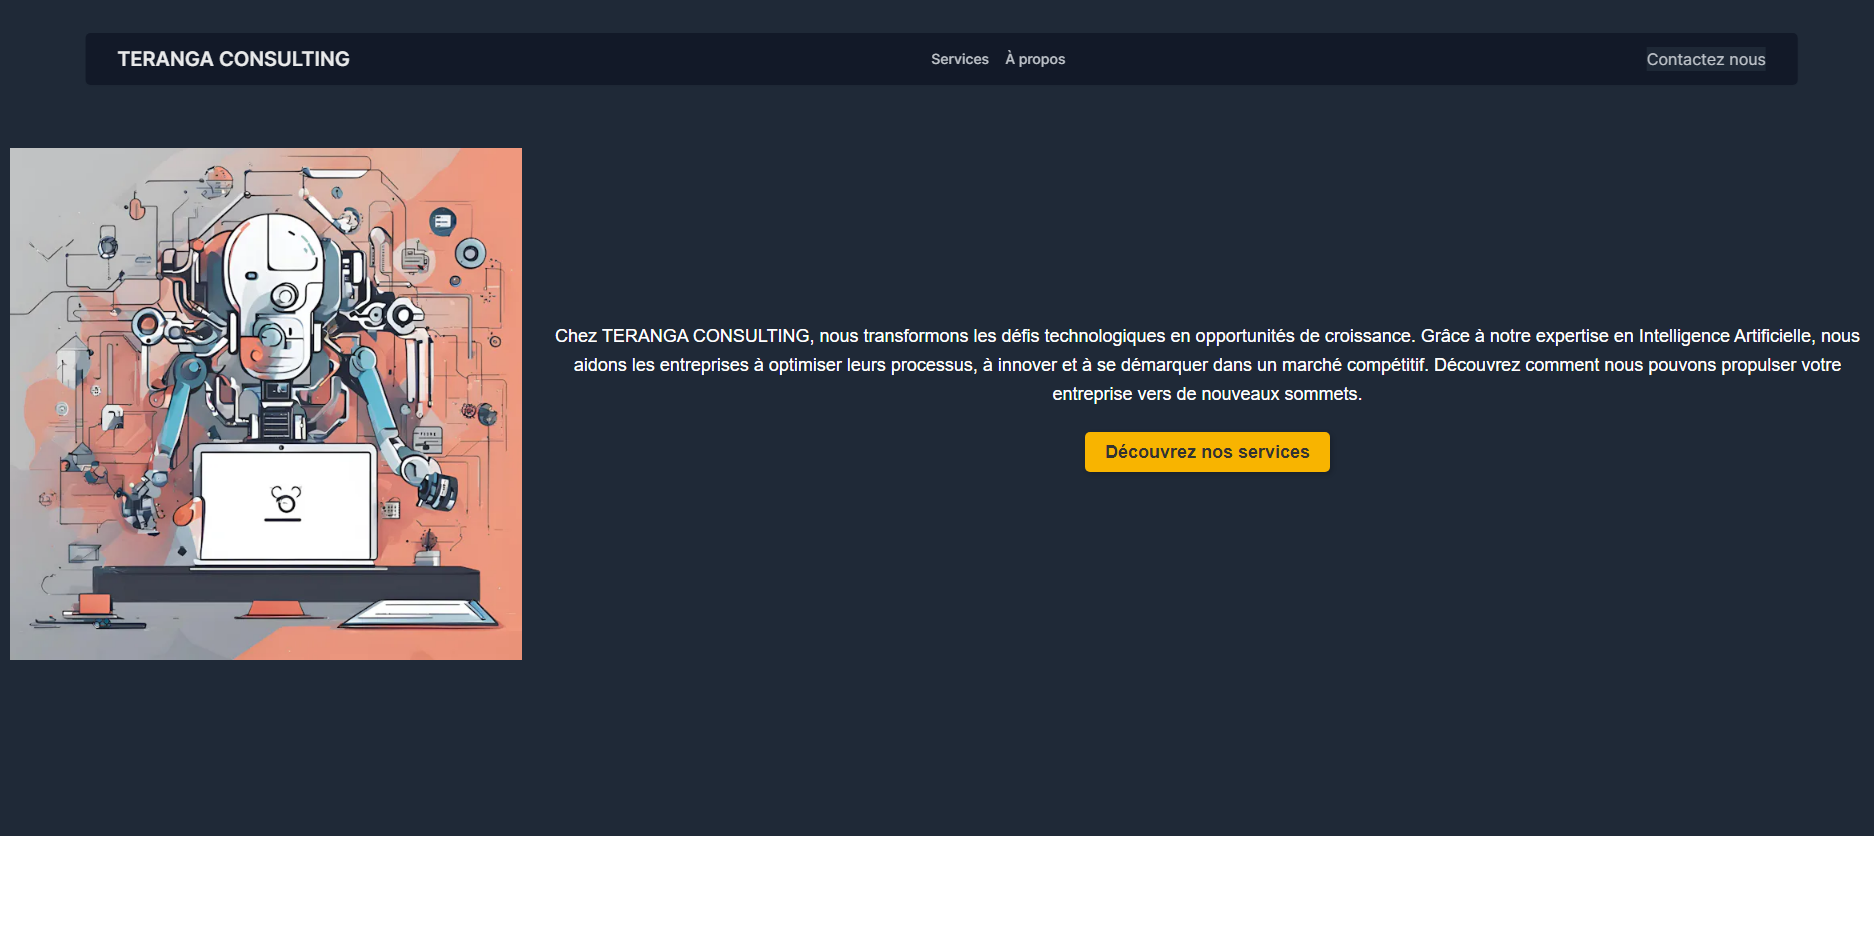 TERANGA CONSULTING
Services
À propos
Contactez nous
Chez TERANGA CONSULTING, nous transformons les défis technologiques en opportunités de croissance. Grâce à notre expertise en Intelligence Artificielle, nous
aidons les entreprises à optimiser leurs processus, à innover et à se démarquer dans un marché compétitif. Découvrez comment nous pouvons propulser votre
entreprise vers de nouveaux sommets.
Découvrez nos services